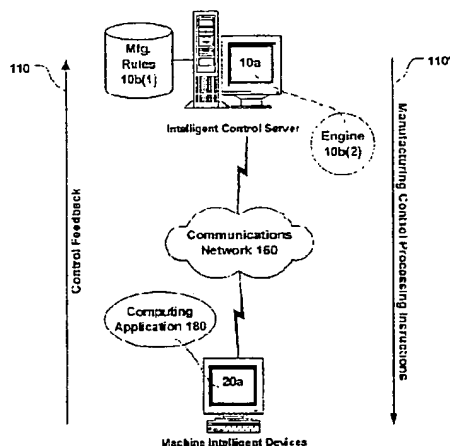 110
Mfg.
Rules
10b(1)
10a
110'
Intelligent Control Server
Engine
10b(2)
Control Feedback
Manufacturing Control Processing Instructions
Communications
Network 160
Computing
Application 180
20a
Machine Intelligent Devices